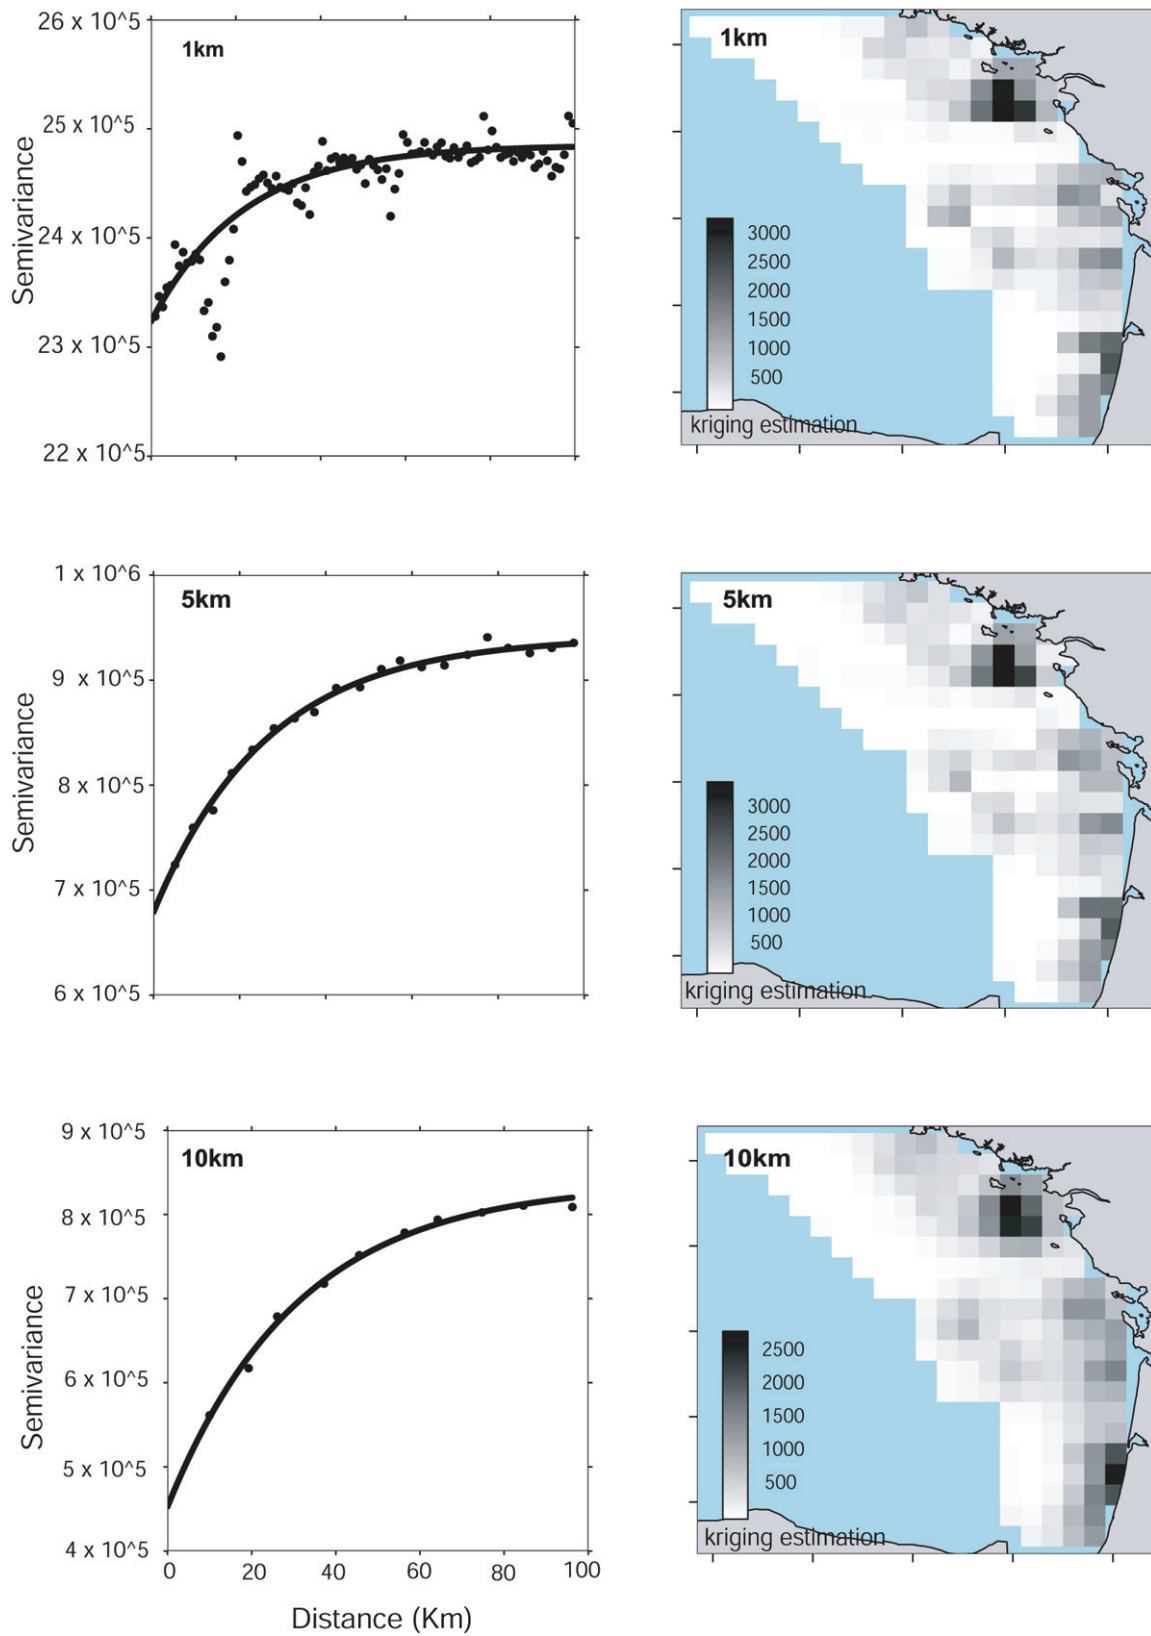 26 x 10^5
1km
25 x 10^5
24 x 10^5
23 x 10^5
22 x 10^5
Semivariance
1km
3000
2500
2000
1500
1000
500
kriging estimation
1 x 10^6
5km
9 x 10^5
8 x 10^5
7 x 10^5
6 x 10^5
Semivariance
5km
3000
2500
2000
1500
1000
500
kriging estimation
9 x 10^5
10km
8 x 10^5
7 x 10^5
6 x 10^5
5 x 10^5
4 x 10^5
Semivariance
0 20 40 60 80 100
Distance (Km)
10km
2500
2000
1500
1000
500
kriging estimation